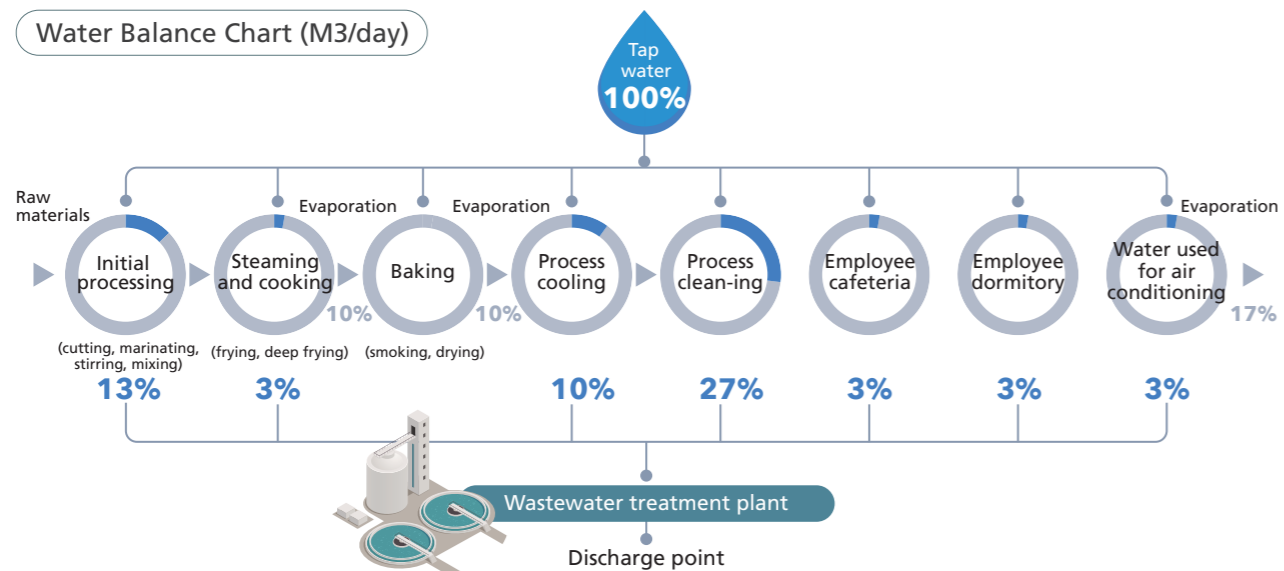 Water Balance Chart (M3/day)
Tap
water
100%
Raw
materials
Evaporation
Evaporation
Evaporation
Initial
processing
Steaming
and cooking
Baking
Process
cooling
Process
clean-ing
Employee
cafeteria
Employee
dormitory
Water used
for air
conditioning
10%
10%
17%
(cutting, marinating,
stirring, mixing)
(frying, deep frying)
(smoking, drying)
13%
3%
10%
27%
3%
3%
3%
Wastewater treatment plant
Discharge point